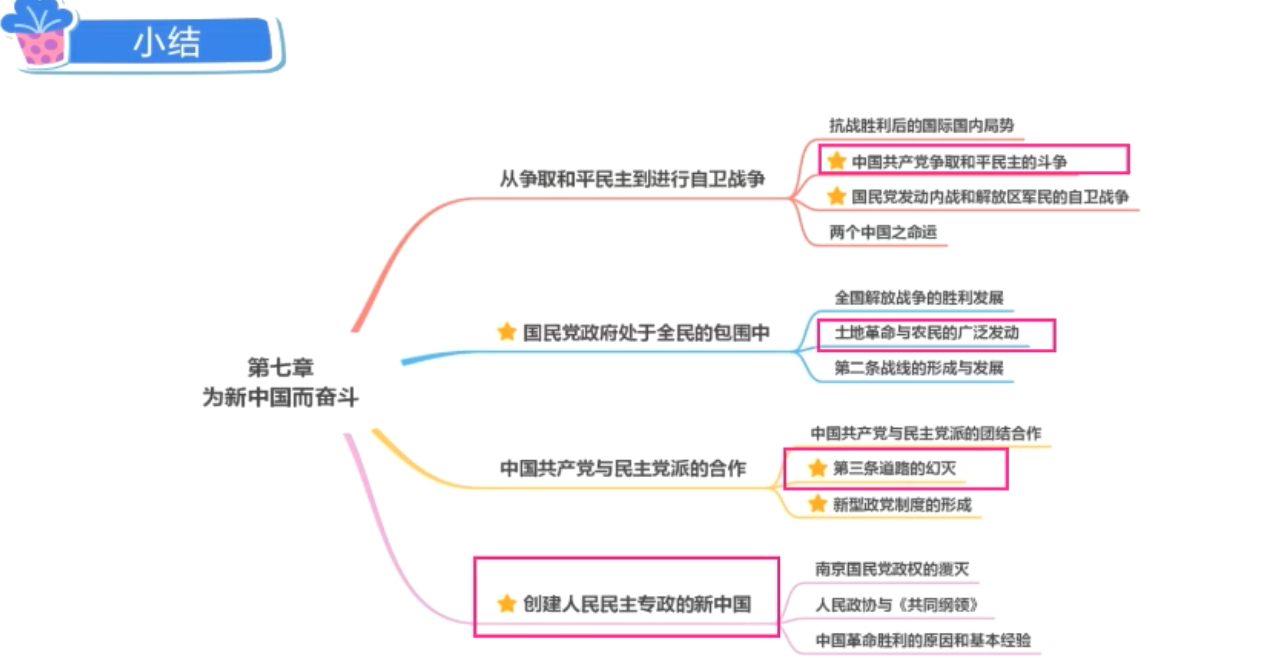 小结
抗战胜利后的国际国内局势
中国共产党争取和平民主的斗争
从争取和平民主到进行自卫战争
国民党发动内战和解放区军民的自卫战争
两个中国之命运
全国解放战争的胜利发展
国民党政府处于全民的包围中
土地革命与农民的广泛发动
第二条战线的形成与发展
第七章
为新中国而奋斗
中国共产党与民主党派的团结合作
中国共产党与民主党派的合作
第三条道路的幻灭
新型政党制度的形成
南京国民党政权的覆灭
创建人民民主专政的新中国
人民政协与《共同纲领》
中国革命胜利的原因和基本经验